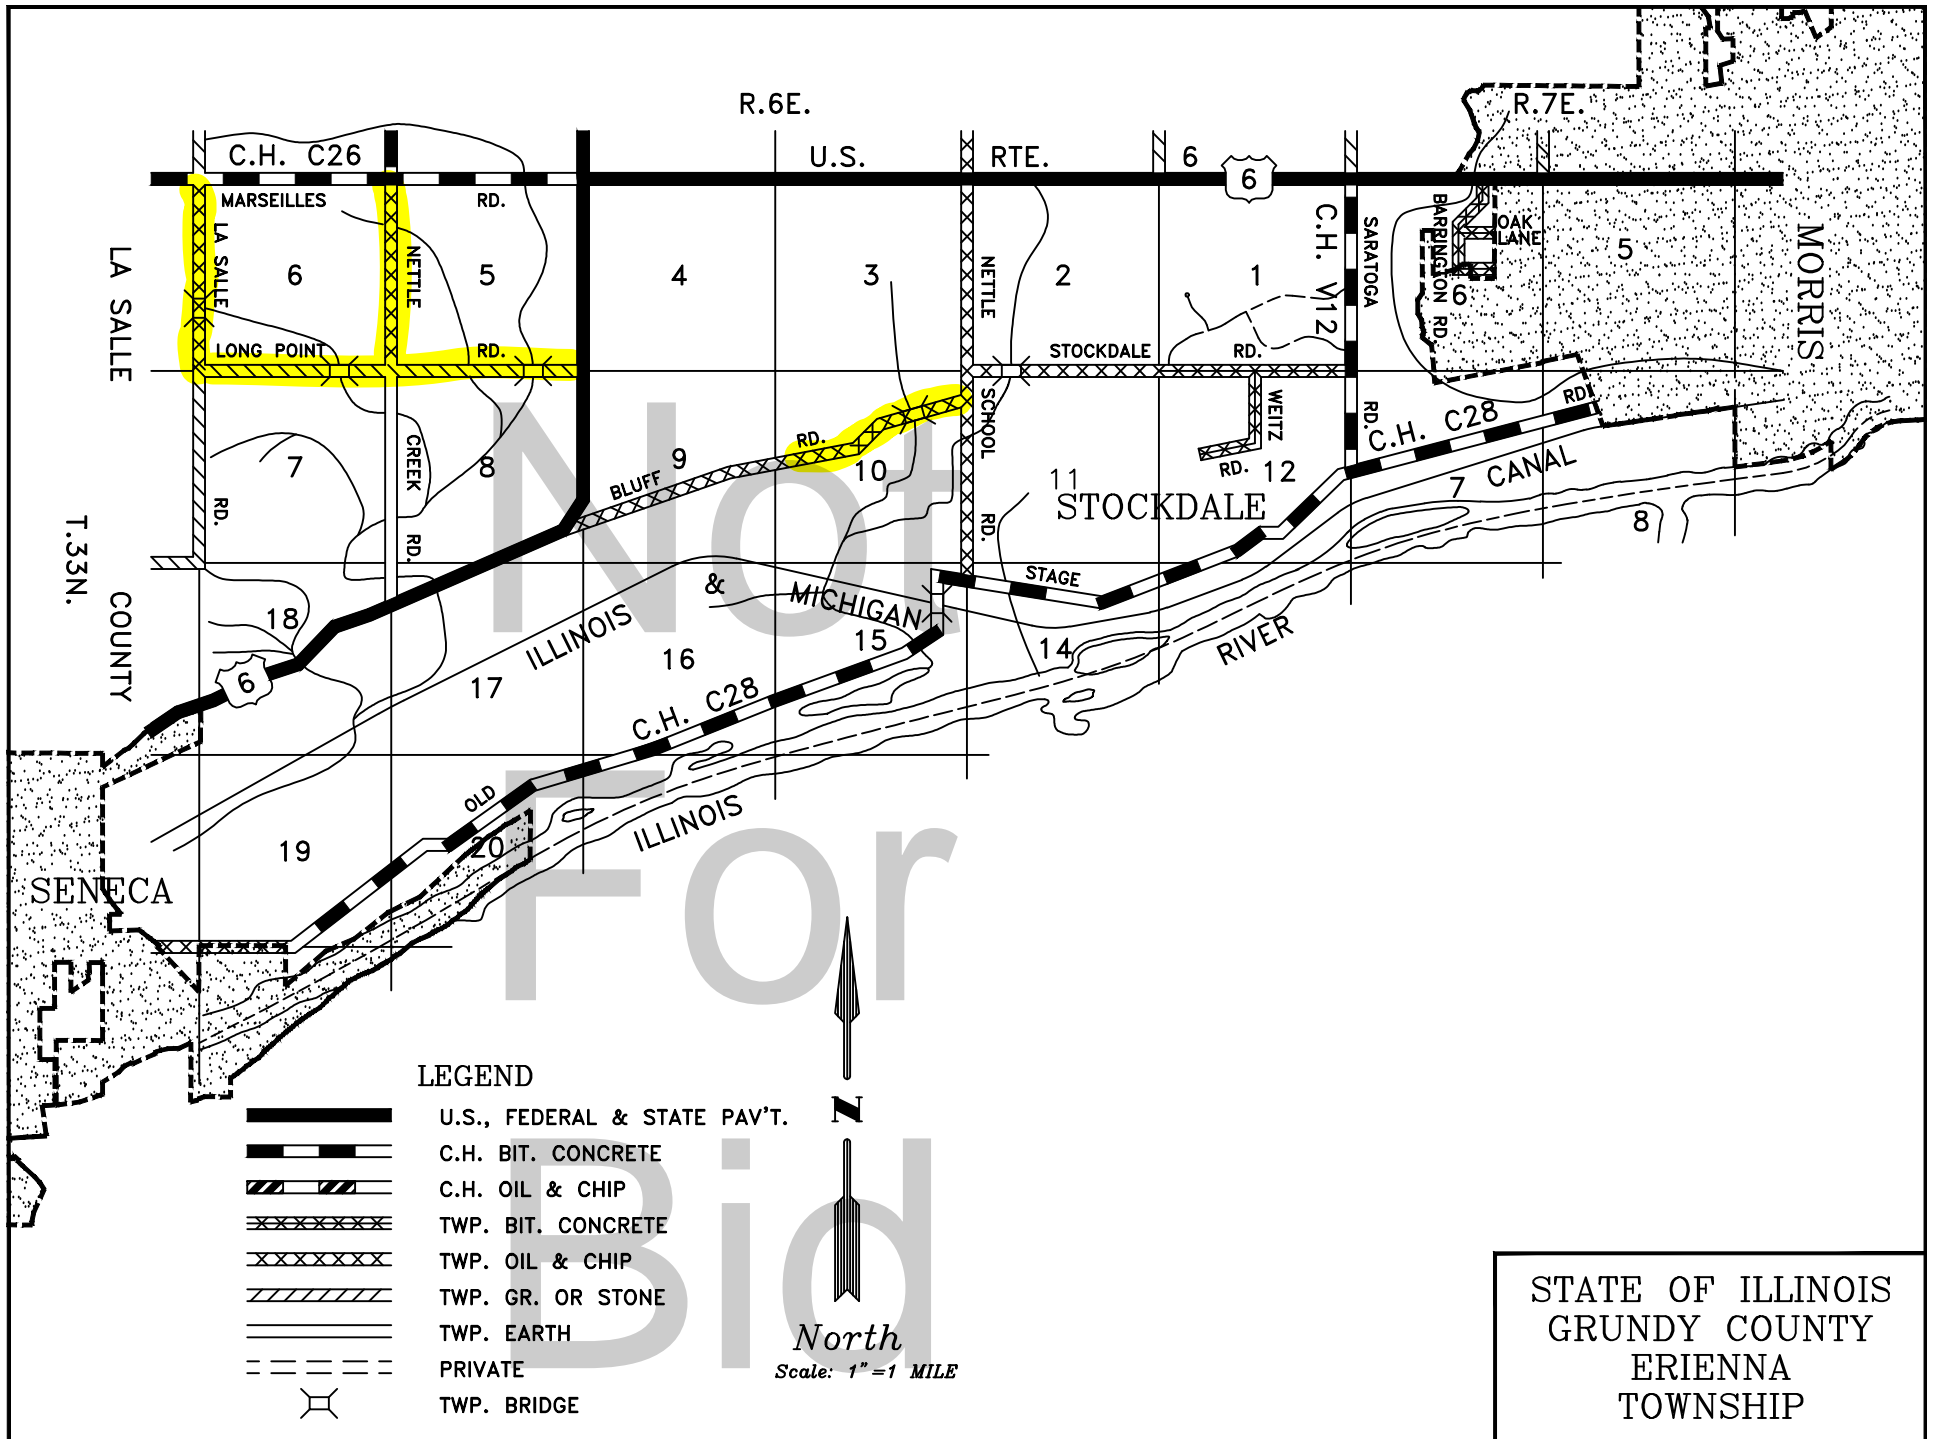 R.6E.
R.7E.
C.H. C26
U.S. RTE. 6
6
MARSEILLES RD.
LA SALLE
NETTLE
NETTLE
C.H. V12
SARATOGA
BARRINGTON RD
OAK
LANE
MORRIS
LA SALLE
6
5
4
3
2
1
6
5
LONG POINT RD.
STOCKDALE RD.
SCHOOL
WEITZ
RD.
RD.
C.H. C28
RD.
CANAL
7
CREEK
8
9
BLUFF
RD.
10
11
12
7
8
STOCKDALE
Not
RD.
RD.
RD.
T.33N.
COUNTY
18
ILLINOIS
&
MICHIGAN
STAGE
17
16
15
14
RIVER
6
C.H. C28
OLD
ILLINOIS
19
20
SENECA
For
LEGEND
U.S., FEDERAL & STATE PAV'T.
C.H. BIT. CONCRETE
C.H. OIL & CHIP
TWP. BIT. CONCRETE
TWP. OIL & CHIP
TWP. GR. OR STONE
TWP. EARTH
PRIVATE
TWP. BRIDGE
Bid
N
North
Scale: 1"=1 MILE
STATE OF ILLINOIS
GRUNDY COUNTY
ERIENNA
TOWNSHIP